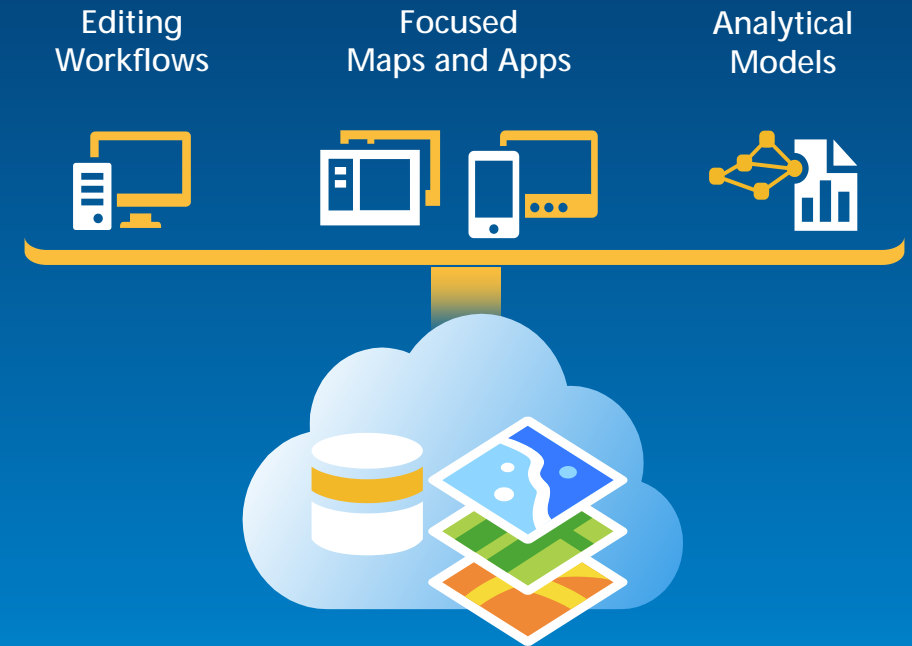 Editing
Workflows
Focused
Maps and Apps
Analytical
Models